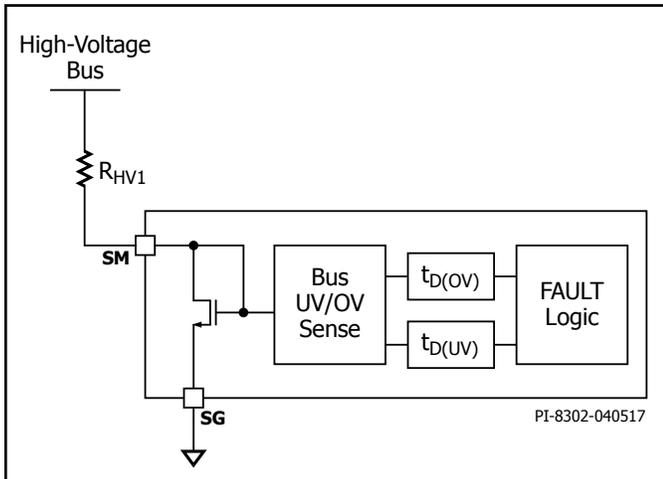 High-Voltage
Bus
RHV1
SM
Bus
UV/OV
Sense
tD(OV)
tD(UV)
FAULT
Logic
SG
PI-8302-040517